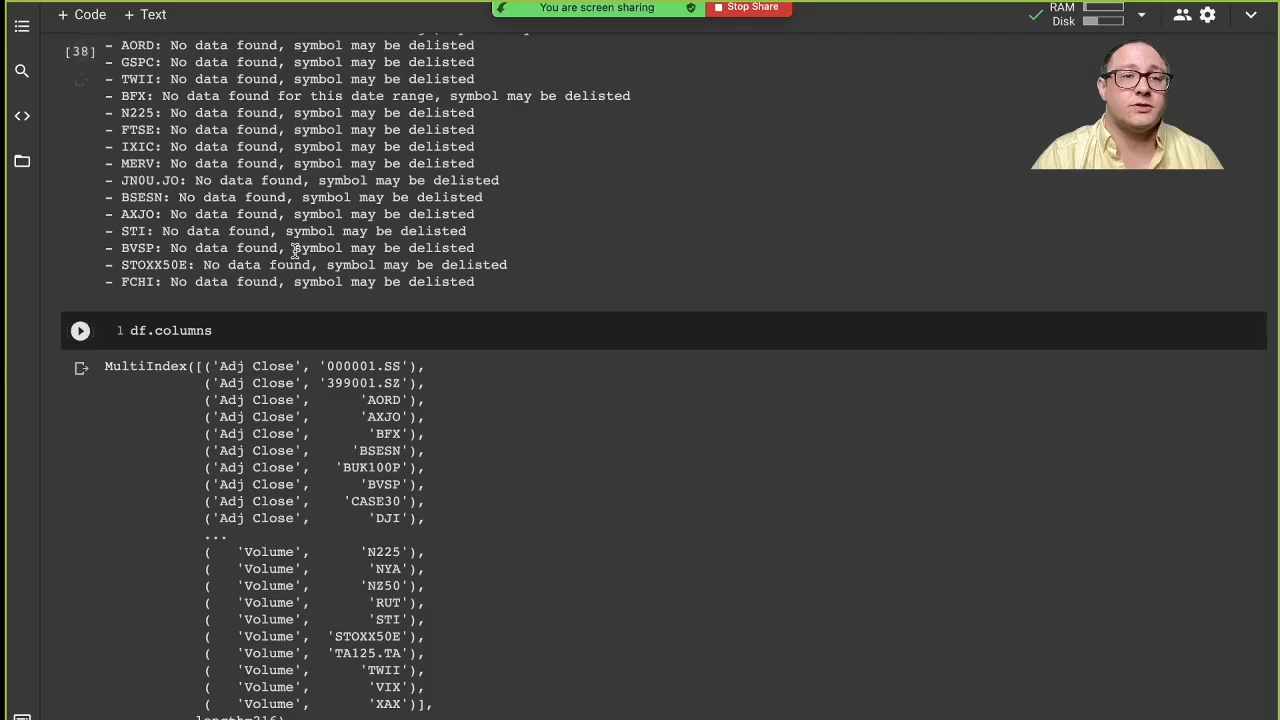 You are screen sharing
Stop Share
+ Code + Text
RAM
Disk
[38]
- AORD: No data found, symbol may be delisted
- GSPC: No data found, symbol may be delisted
- TWII: No data found, symbol may be delisted
- BFX: No data found for this date range, symbol may be delisted
- N225: No data found, symbol may be delisted
- FTSE: No data found, symbol may be delisted
- IXIC: No data found, symbol may be delisted
- MERV: No data found, symbol may be delisted
- JN0U.JO: No data found, symbol may be delisted
- BSESN: No data found, symbol may be delisted
- AXJO: No data found, symbol may be delisted
- STI: No data found, symbol may be delisted
- BVSP: No data found, symbol may be delisted
- STOXX50E: No data found, symbol may be delisted
- FCHI: No data found, symbol may be delisted
1 df.columns
MultiIndex([('Adj Close', '000001.SS'),
('Adj Close', '399001.SZ'),
('Adj Close', 'AORD'),
('Adj Close', 'AXJO'),
('Adj Close', 'BFX'),
('Adj Close', 'BSESN'),
('Adj Close', 'BUK100P'),
('Adj Close', 'BVSP'),
('Adj Close', 'CASE30'),
('Adj Close', 'DJI'),
...
( 'Volume', 'N225'),
( 'Volume', 'NYA'),
( 'Volume', 'NZ50'),
( 'Volume', 'RUT'),
( 'Volume', 'STI'),
( 'Volume', 'STOXX50E'),
( 'Volume', 'TA125.TA'),
( 'Volume', 'TWII'),
( 'Volume', 'VIX'),
( 'Volume', 'XAX')],
length=216)